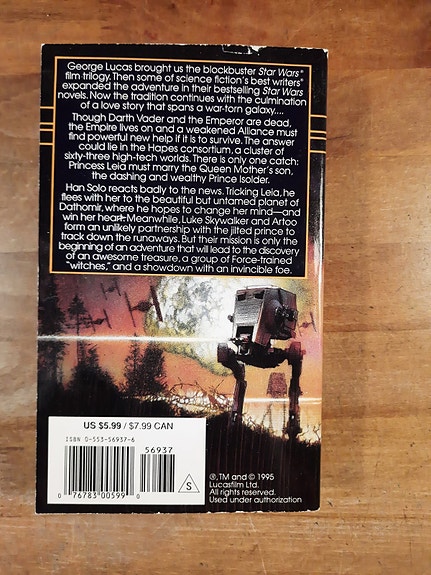 George Lucas brought us the blockbuster Star Wars®
film trilogy. Then some of science fiction's best writers
expanded the adventure in their bestselling Star Wars
novels. Now the tradition continues with the culmination
of a love story that spans a war-torn galaxy....
Though Darth Vader and the Emperor are dead,
the Empire lives on and a weakened Alliance must
find powerful new help if it is to survive. The answer
could lie in the Hapes consortium, a cluster of
sixty-three high-tech worlds. There is only one catch:
Princess Leia must marry the Queen Mother's son,
the dashing and wealthy Prince Isolder.
Han Solo reacts badly to the news. Tricking Leia, he
flees with her to the beautiful but untamed planet of
Dathomir, where he hopes to change her mind—and
win her heart. Meanwhile, Luke Skywalker and Artoo
form an unlikely partnership with the jilted prince to
track down the runaways. But their mission is only the
beginning of an adventure that will lead to the discovery
of an awesome treasure, a group of Force-trained
"witches," and a showdown with an invincible foe.
US $5.99 / $7.99 CAN
ISBN 0-553-56937-6
56937
0 76783 00599 0
S
®, TM and © 1995
Lucasfilm Ltd.
All rights reserved.
Used under authorization